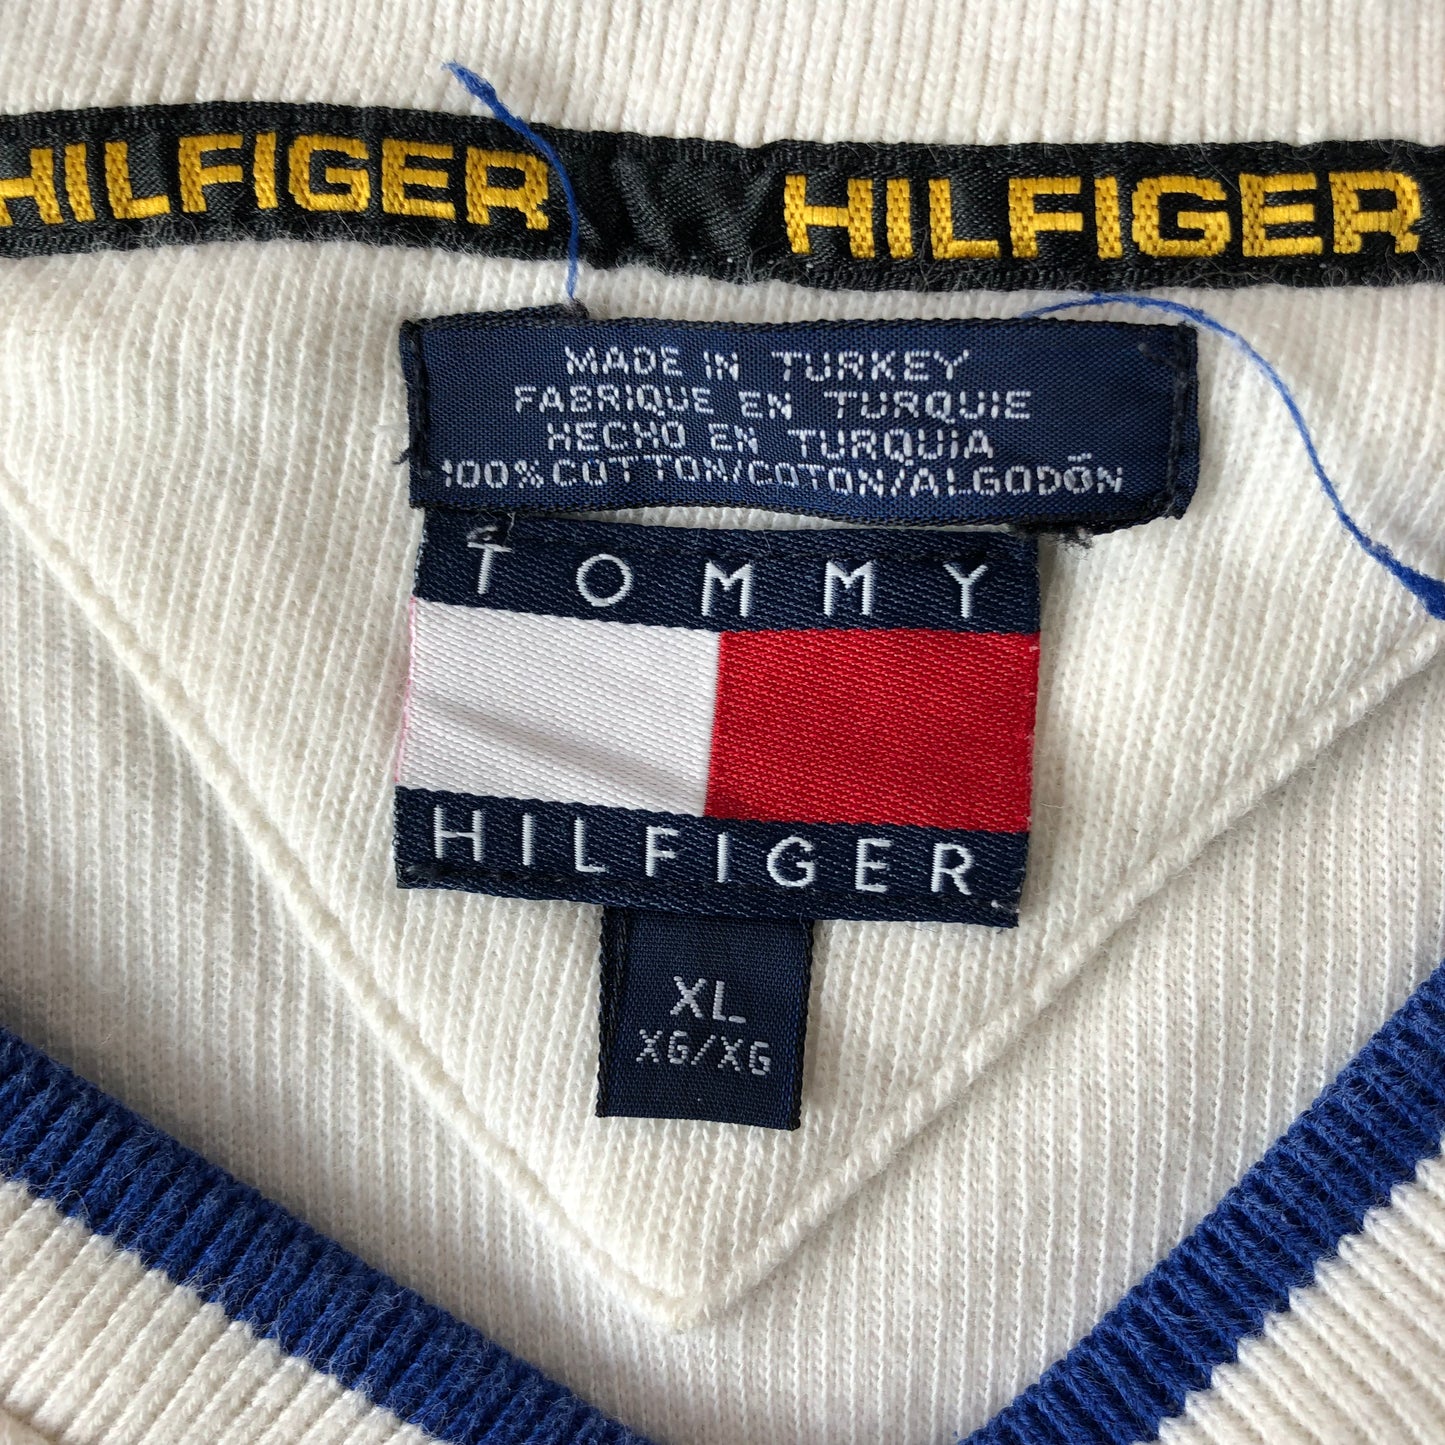 HILFIGER HILFIGER
MADE IN TURKEY
FABRIQUE EN TURQUIE
HECHO EN TURQUIA
100%COTTON/COTON/ALGODÓN
TOMMY
HILFIGER
XL
XG/XG